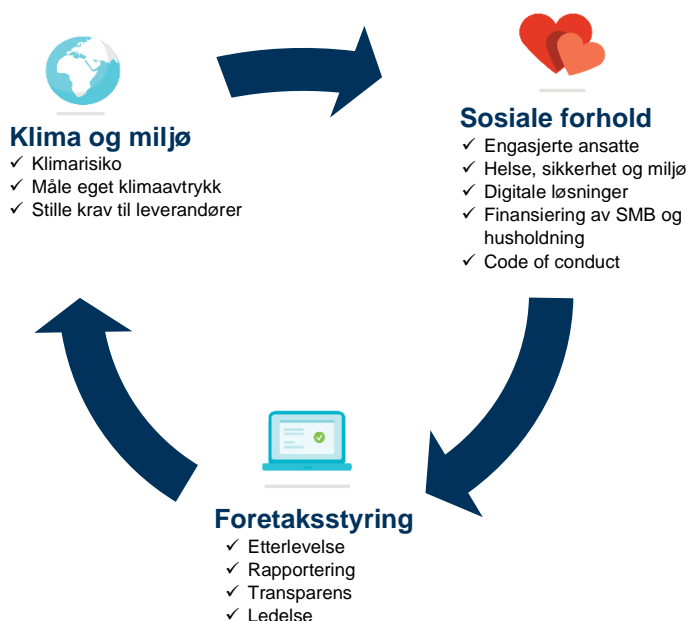 Klima og miljø
✓ Klimarisiko
✓ Måle eget klimaavtrykk
✓ Stille krav til leverandører
Sosiale forhold
✓ Engasjerte ansatte
✓ Helse, sikkerhet og miljø
✓ Digitale løsninger
✓ Finansiering av SMB og
husholdning
✓ Code of conduct
Foretaksstyring
✓ Etterlevelse
✓ Rapportering
✓ Transparens
✓ Ledelse